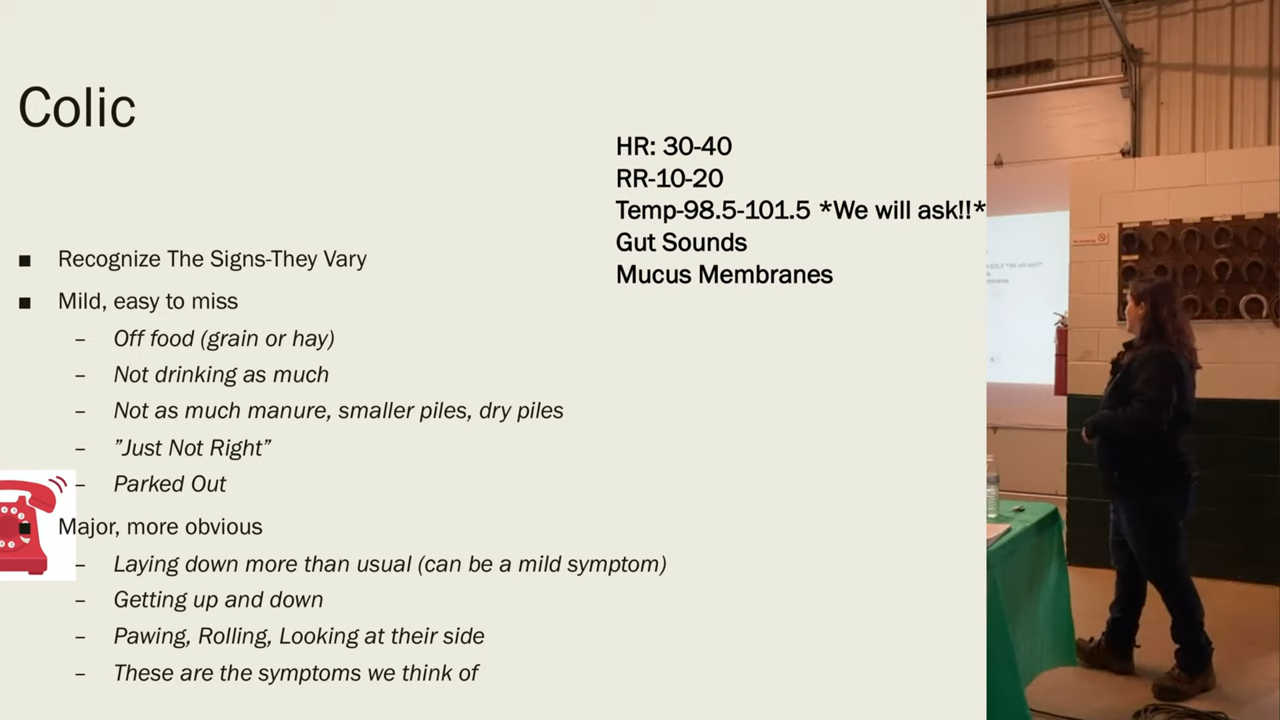 Colic
HR: 30-40
RR-10-20
Temp-98.5-101.5 *We will ask!!*
Gut Sounds
Mucus Membranes
■ Recognize The Signs-They Vary
■ Mild, easy to miss
– Off food (grain or hay)
– Not drinking as much
– Not as much manure, smaller piles, dry piles
– ”Just Not Right”
– Parked Out
■ Major, more obvious
– Laying down more than usual (can be a mild symptom)
– Getting up and down
– Pawing, Rolling, Looking at their side
– These are the symptoms we think of